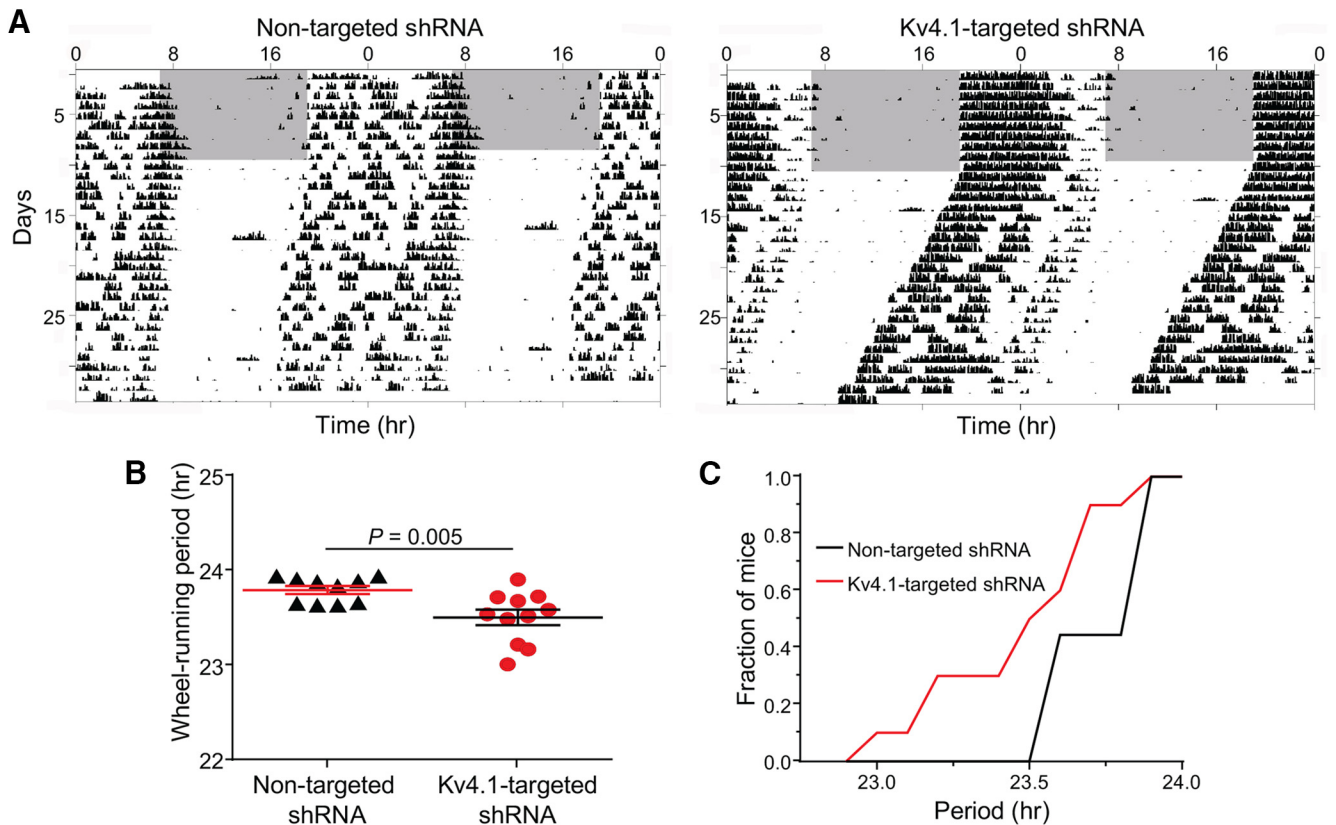 A
Non-targeted shRNA
Kv4.1-targeted shRNA
0 8 16 0 8 16 0
0 8 16 0 8 16 0
5
15
25
Days
5
15
25
Time (hr)
Time (hr)
B
25
24
23
22
Wheel-running period (hr)
P = 0.005
Non-targeted
shRNA
Kv4.1-targeted
shRNA
C
1.0
0.8
0.6
0.4
0.2
0.0
Fraction of mice
Non-targeted shRNA
Kv4.1-targeted shRNA
23.0 23.5 24.0
Period (hr)